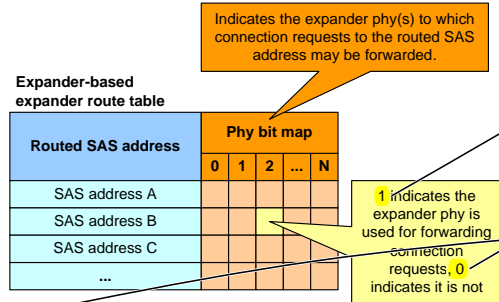 Indicates the expander phy(s) to which
connection requests to the routed SAS
address may be forwarded.
Expander-based
expander route table
Routed SAS address
Phy bit map
0 1 2 ... N
SAS address A
SAS address B
SAS address C
...
1 indicates the
expander phy is
used for forwarding
connection
requests, 0
indicates it is not